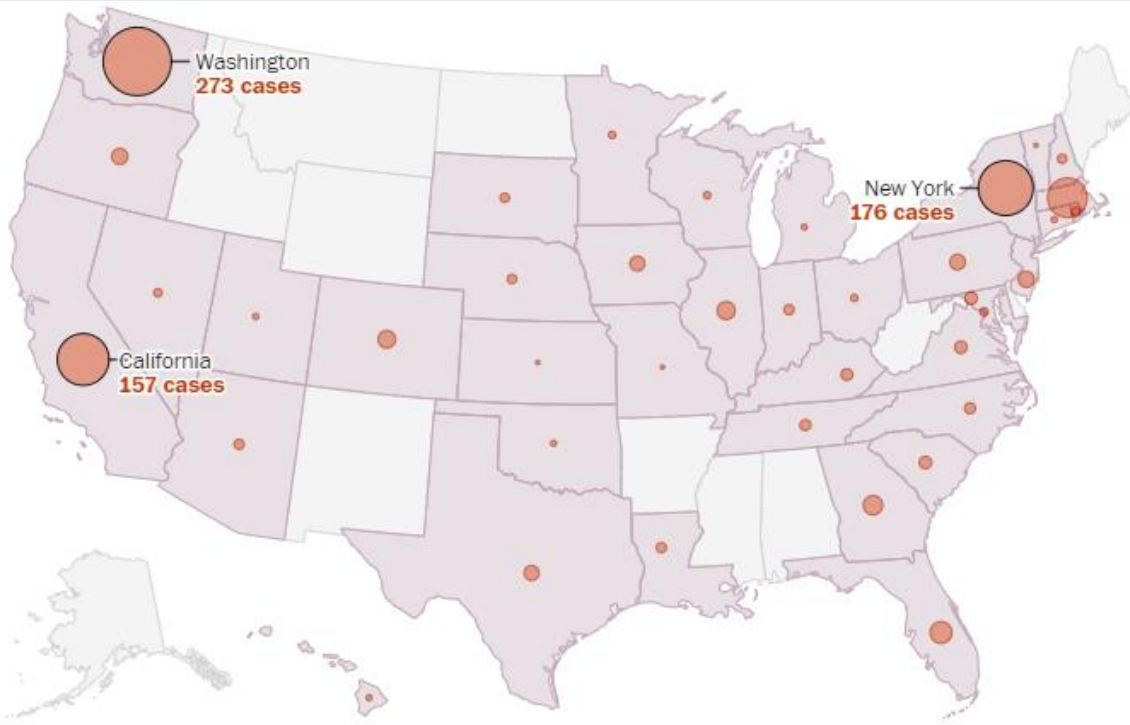 Washington
273 cases
New York
176 cases
California
157 cases